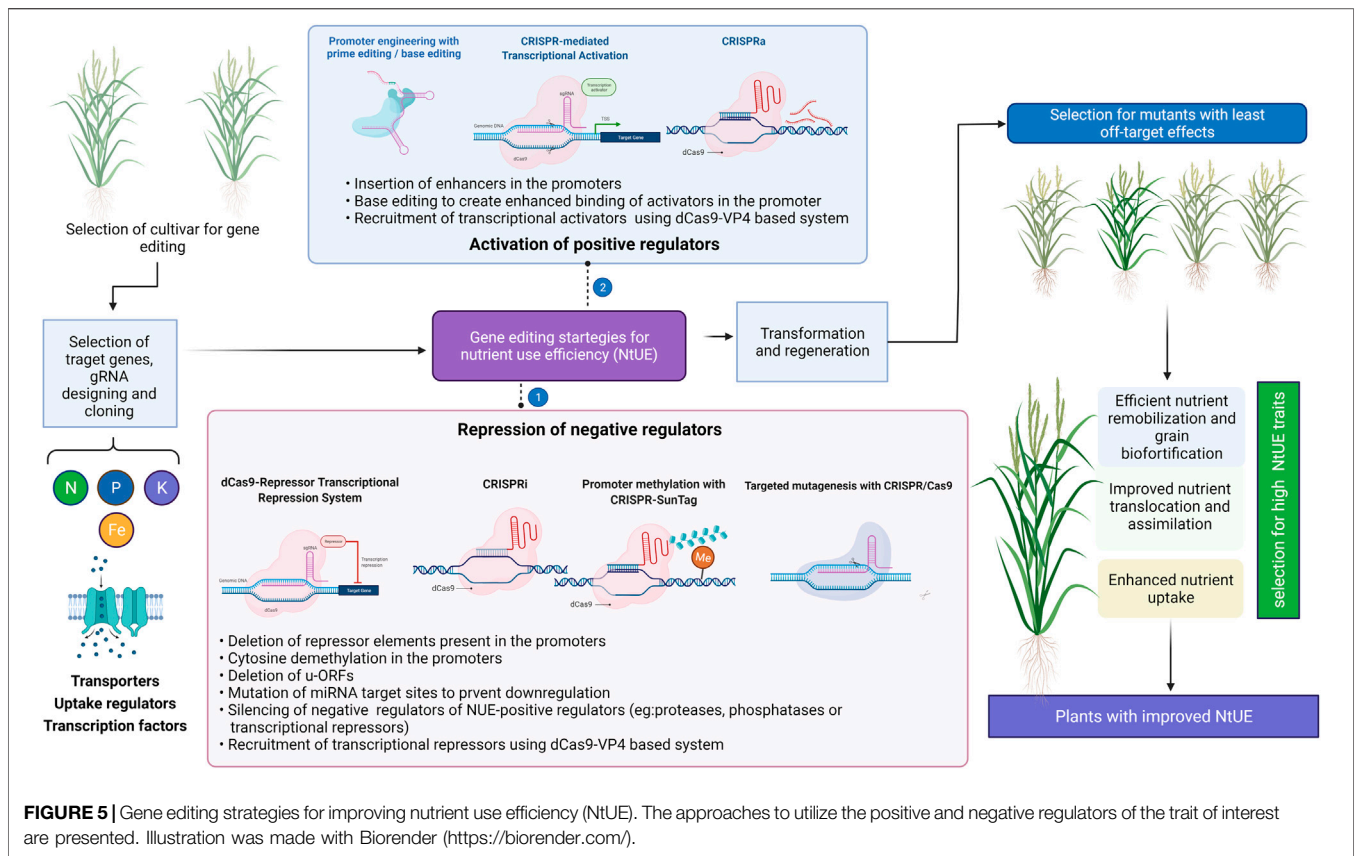 Promoter engineering with
prime editing / base editing
CRISPR-mediated
Transcriptional Activation
CRISPRa
Transcription
activator
sgRNA
Genomic DNA
TSS
Target Gene
dCas9
dCas9
• Insertion of enhancers in the promoters
• Base editing to create enhanced binding of activators in the promoter
• Recruitment of transcriptional activators using dCas9-VP4 based system
Activation of positive regulators
2
Selection of cultivar for gene
editing
Selection of
traget genes,
gRNA
designing and
cloning
N
P
K
Fe
Transporters
Uptake regulators
Transcription factors
Gene editing startegies for
nutrient use efficiency (NtUE)
1
Transformation
and regeneration
Selection for mutants with least
off-target effects
Repression of negative regulators
dCas9-Repressor Transcriptional
Repression System
CRISPRi
Promoter methylation with
CRISPR-SunTag
Targeted mutagenesis with CRISPR/Cas9
Repressor
sgRNA
Transcription
repression
Genomic DNA
Target Gene
dCas9
dCas9
Me
dCas9
• Deletion of repressor elements present in the promoters
• Cytosine demethylation in the promoters
• Deletion of u-ORFs
• Mutation of miRNA target sites to prvent downregulation
• Silencing of negative regulators of NUE-positive regulators (eg:proteases, phosphatases or
transcriptional repressors)
• Recruitment of transcriptional repressors using dCas9-VP4 based system
Efficient nutrient
remobilization and
grain
biofortification
Improved nutrient
translocation and
assimilation
Enhanced nutrient
uptake
selection for high NtUE traits
Plants with improved NtUE
FIGURE 5 | Gene editing strategies for improving nutrient use efficiency (NtUE). The approaches to utilize the positive and negative regulators of the trait of interest
are presented. Illustration was made with Biorender (https://biorender.com/).